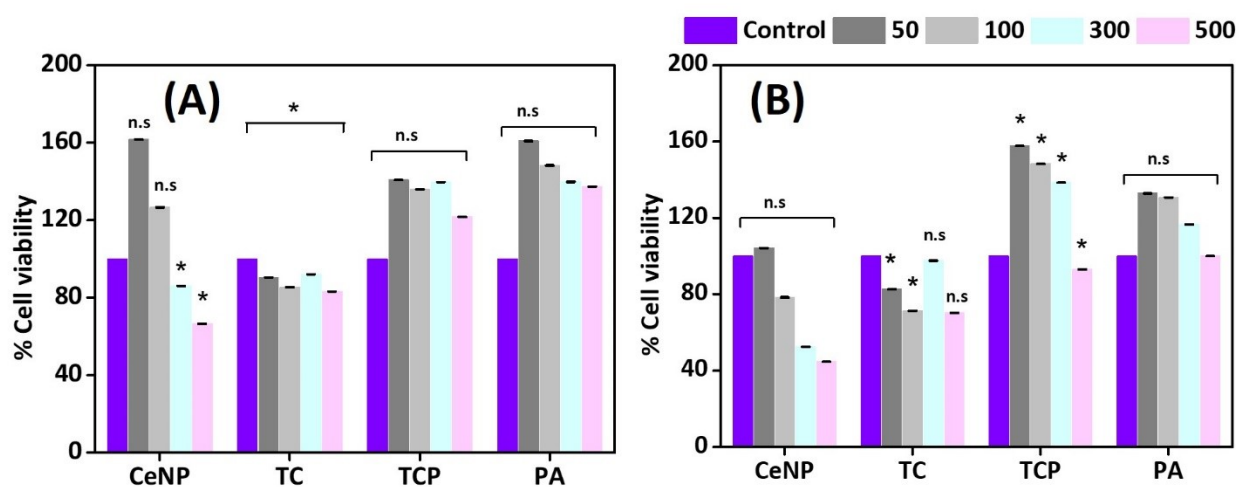 Control 50 100 300 500
(A)
% Cell viability
200
160
120
80
40
0
n.s
n.s
*
*
*
n.s
n.s
CeNP TC TCP PA
(B)
% Cell viability
200
160
120
80
40
0
n.s
*
*
n.s
n.s
*
*
*
*
n.s
CeNP TC TCP PA